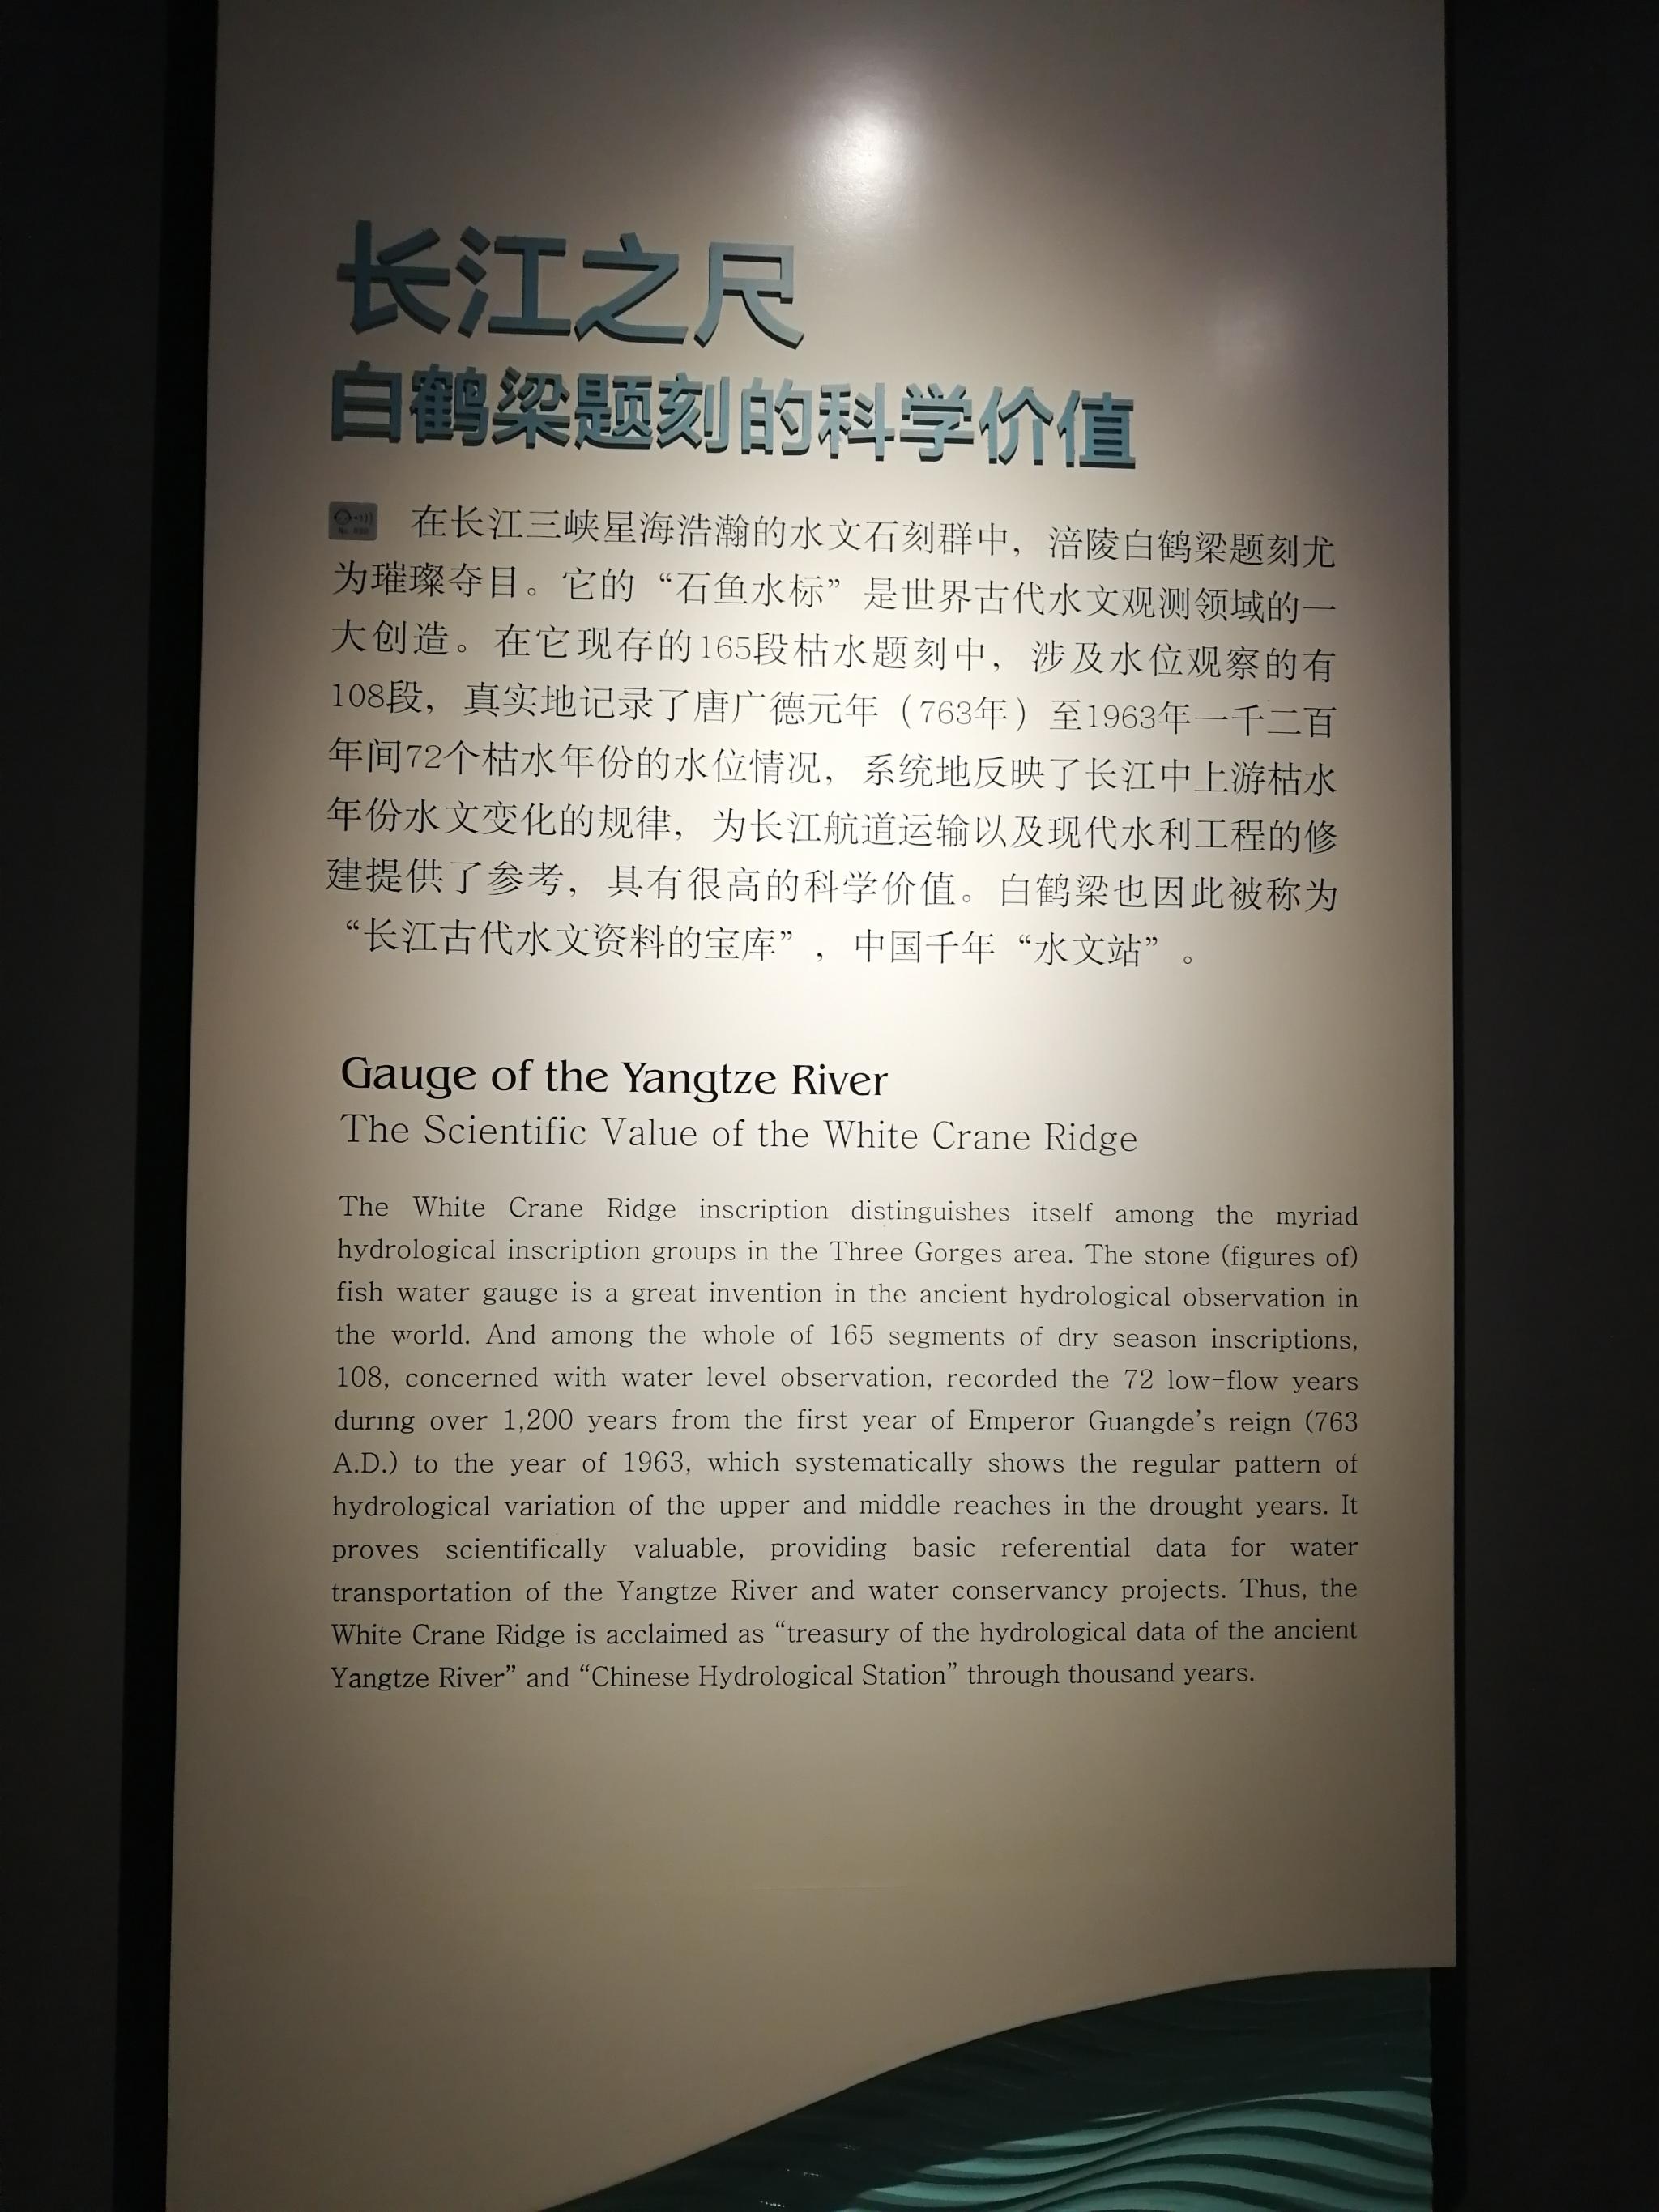 长江之尺
白鹤梁题刻的科学价值
在长江三峡星海浩瀚的水文石刻群中，涪陵白鹤梁题刻尤
为璀璨夺目。它的“石鱼水标”是世界古代水文观测领域的一
大创造。在它现存的165段枯水题刻中，涉及水位观察的有
108段，真实地记录了唐广德元年（763年）至1963年一千二百
年间72个枯水年份的水位情况，系统地反映了长江中上游枯水
年份水文变化的规律，为长江航道运输以及现代水利工程的修
建提供了参考，具有很高的科学价值。白鹤梁也因此被称为
“长江古代水文资料的宝库”，中国千年“水文站”。
Gauge of the Yangtze River
The Scientific Value of the White Crane Ridge
The White Crane Ridge inscription distinguishes itself among the myriad
hydrological inscription groups in the Three Gorges area. The stone (figures of)
fish water gauge is a great invention in the ancient hydrological observation in
the world. And among the whole of 165 segments of dry season inscriptions,
108, concerned with water level observation, recorded the 72 low-flow years
during over 1,200 years from the first year of Emperor Guangde's reign (763
A.D.) to the year of 1963, which systematically shows the regular pattern of
hydrological variation of the upper and middle reaches in the drought years. It
proves scientifically valuable, providing basic referential data for water
transportation of the Yangtze River and water conservancy projects. Thus, the
White Crane Ridge is acclaimed as “treasury of the hydrological data of the ancient
Yangtze River” and “Chinese Hydrological Station” through thousand years.